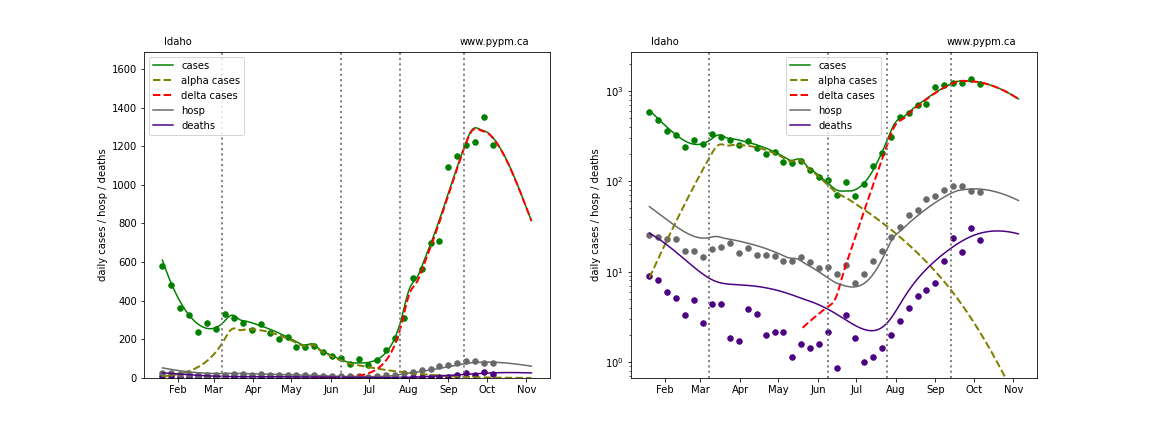 Idaho www.pypm.ca
daily cases / hosp / deaths
1600
1400
1200
1000
800
600
400
200
0
cases
alpha cases
delta cases
hosp
deaths
Feb Mar Apr May Jun Jul Aug Sep Oct Nov
Idaho www.pypm.ca
daily cases / hosp / deaths
10³
10²
10¹
10⁰
cases
alpha cases
delta cases
hosp
deaths
Feb Mar Apr May Jun Jul Aug Sep Oct Nov